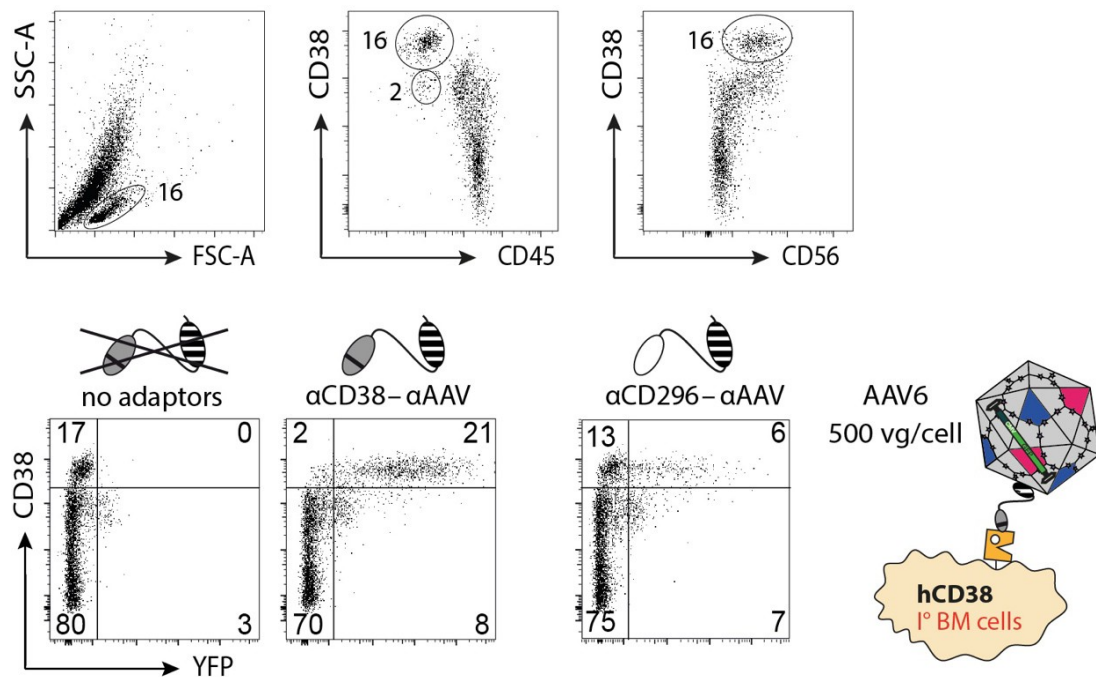 SSC-A
16
FSC-A
CD38
16
2
CD45
CD38
16
CD56
no adaptors
αCD38–αAAV
αCD296–αAAV
AAV6
500 vg/cell
CD38
17 0
80 3
2 21
70 8
13 6
75 7
YFP
hCD38
I° BM cells